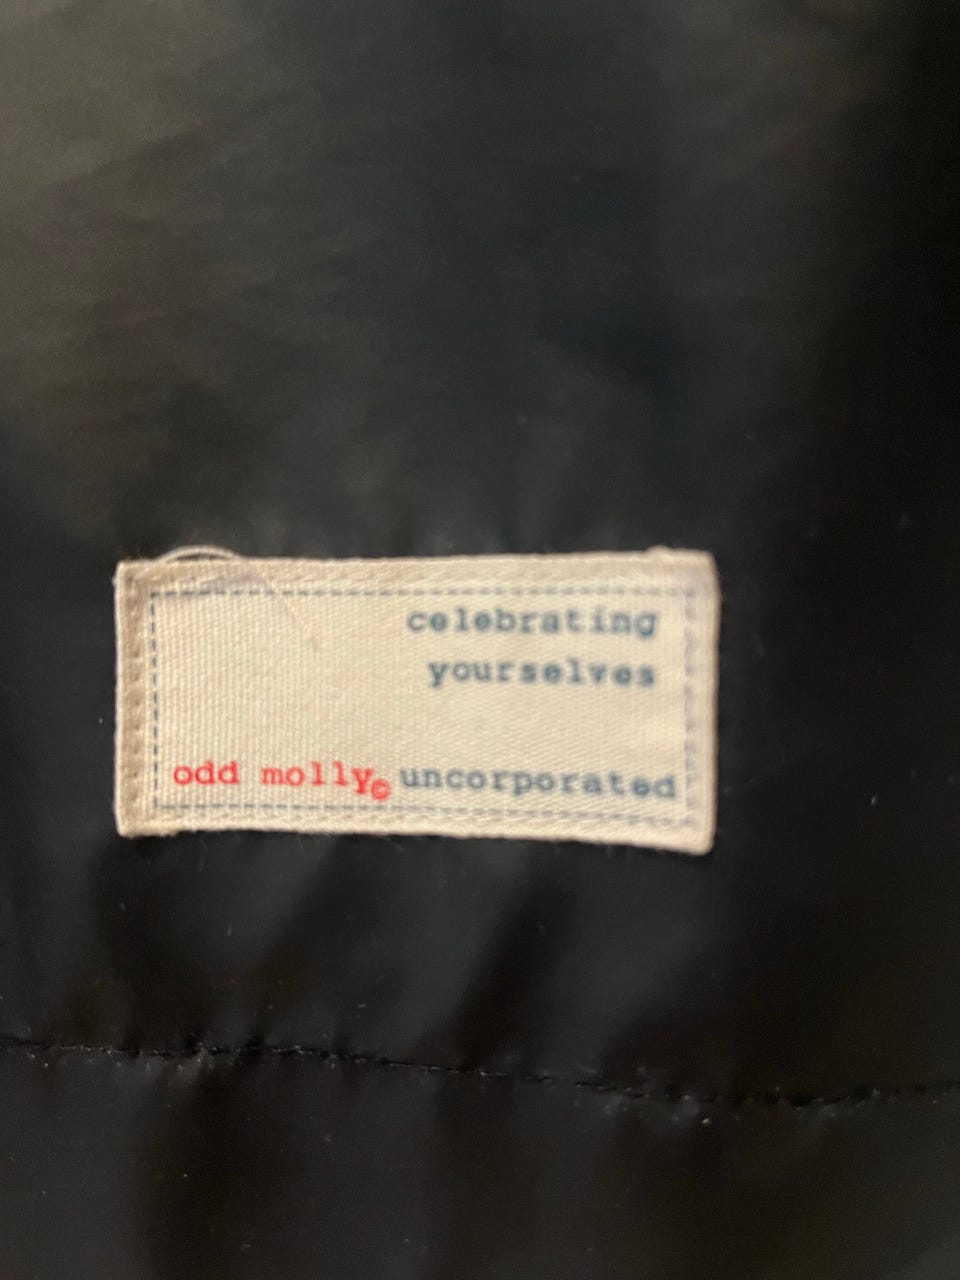 celebrating
yourselves
odd molly© uncorporated